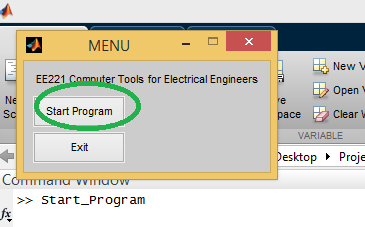 MENU
EE221 Computer Tools for Electrical Engineers
Start Program
Exit
New V
Open V
Clear W
VARIABLE
Desktop
Proje
Command Window
>> Start_Program
fx